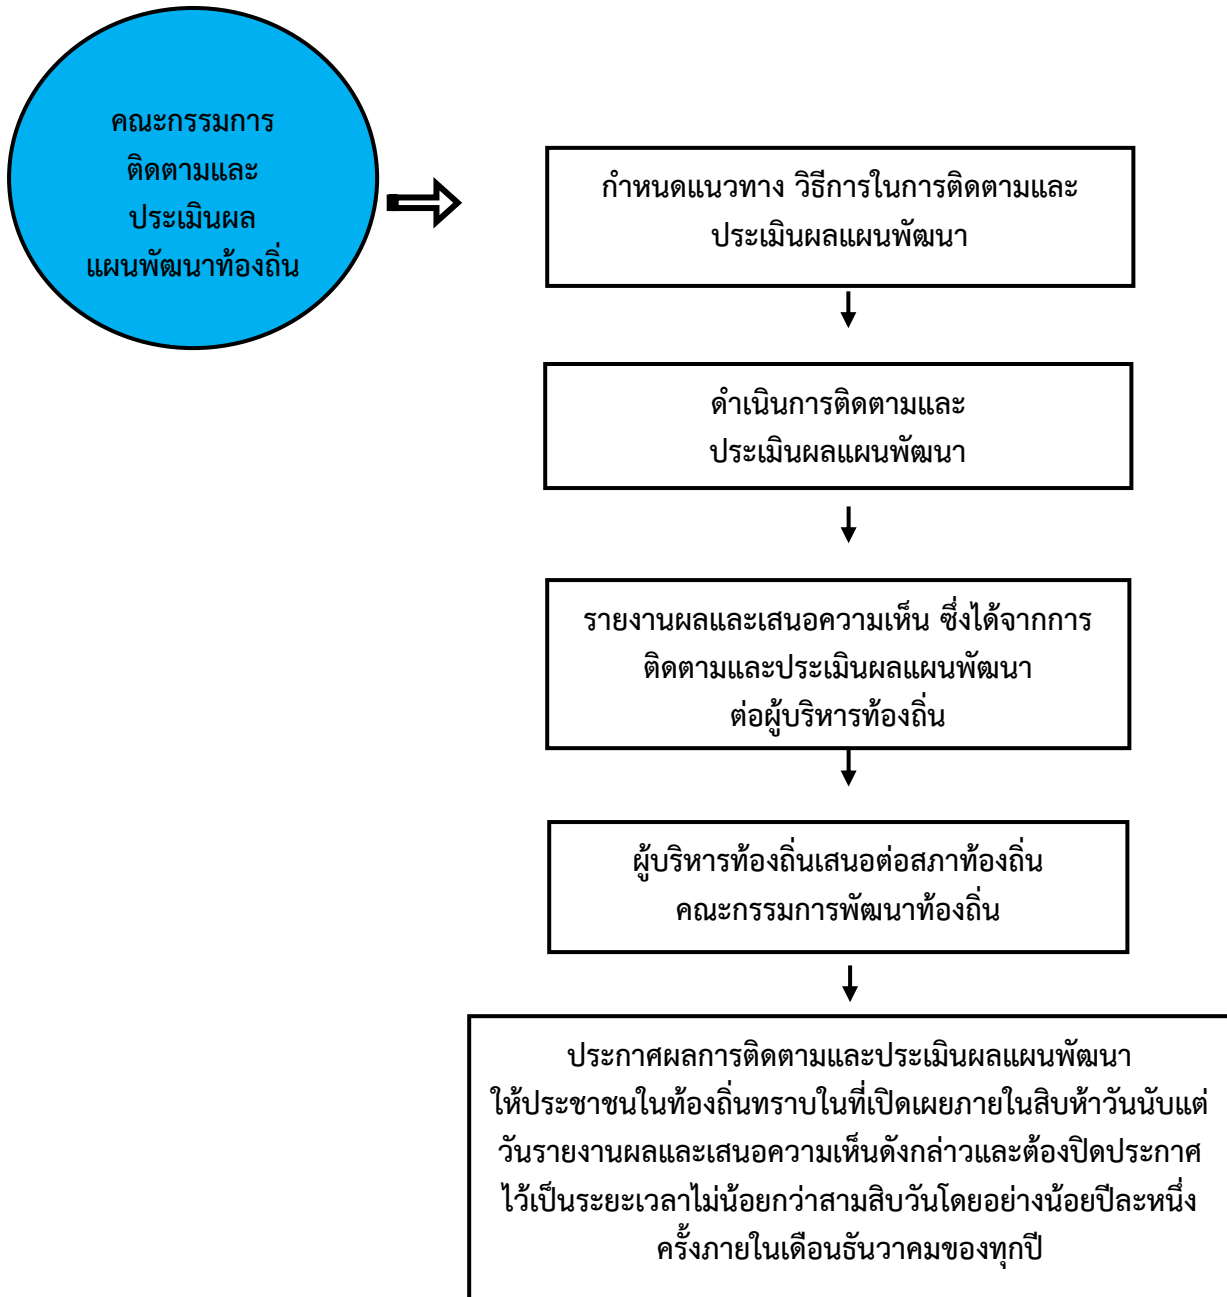 คณะกรรมการ
ติดตามและ
ประเมินผล
แผนพัฒนาท้องถิ่น
กำหนดแนวทาง วิธีการในการติดตามและ
ประเมินผลแผนพัฒนา
ดำเนินการติดตามและ
ประเมินผลแผนพัฒนา
รายงานผลและเสนอความเห็น ซึ่งได้จากการ
ติดตามและประเมินผลแผนพัฒนา
ต่อผู้บริหารท้องถิ่น
ผู้บริหารท้องถิ่นเสนอต่อสภาท้องถิ่น
คณะกรรมการพัฒนาท้องถิ่น
ประกาศผลการติดตามและประเมินผลแผนพัฒนา
ให้ประชาชนในท้องถิ่นทราบในที่เปิดเผยภายในสิบห้าวันนับแต่
วันรายงานผลและเสนอความเห็นดังกล่าวและต้องปิดประกาศ
ไว้เป็นระยะเวลาไม่น้อยกว่าสามสิบวันโดยอย่างน้อยปีละหนึ่ง
ครั้งภายในเดือนธันวาคมของทุกปี